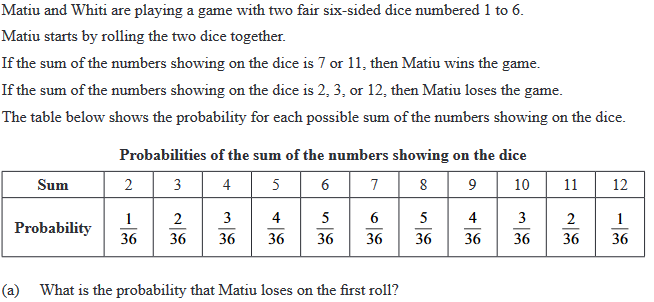 Matiu and Whiti are playing a game with two fair six-sided dice numbered 1 to 6.
Matiu starts by rolling the two dice together.
If the sum of the numbers showing on the dice is 7 or 11, then Matiu wins the game.
If the sum of the numbers showing on the dice is 2, 3, or 12, then Matiu loses the game.
The table below shows the probability for each possible sum of the numbers showing on the dice.
Probabilities of the sum of the numbers showing on the dice
Sum 2 3 4 5 6 7 8 9 10 11 12
Probability 1/36 2/36 3/36 4/36 5/36 6/36 5/36 4/36 3/36 2/36 1/36
(a) What is the probability that Matiu loses on the first roll?